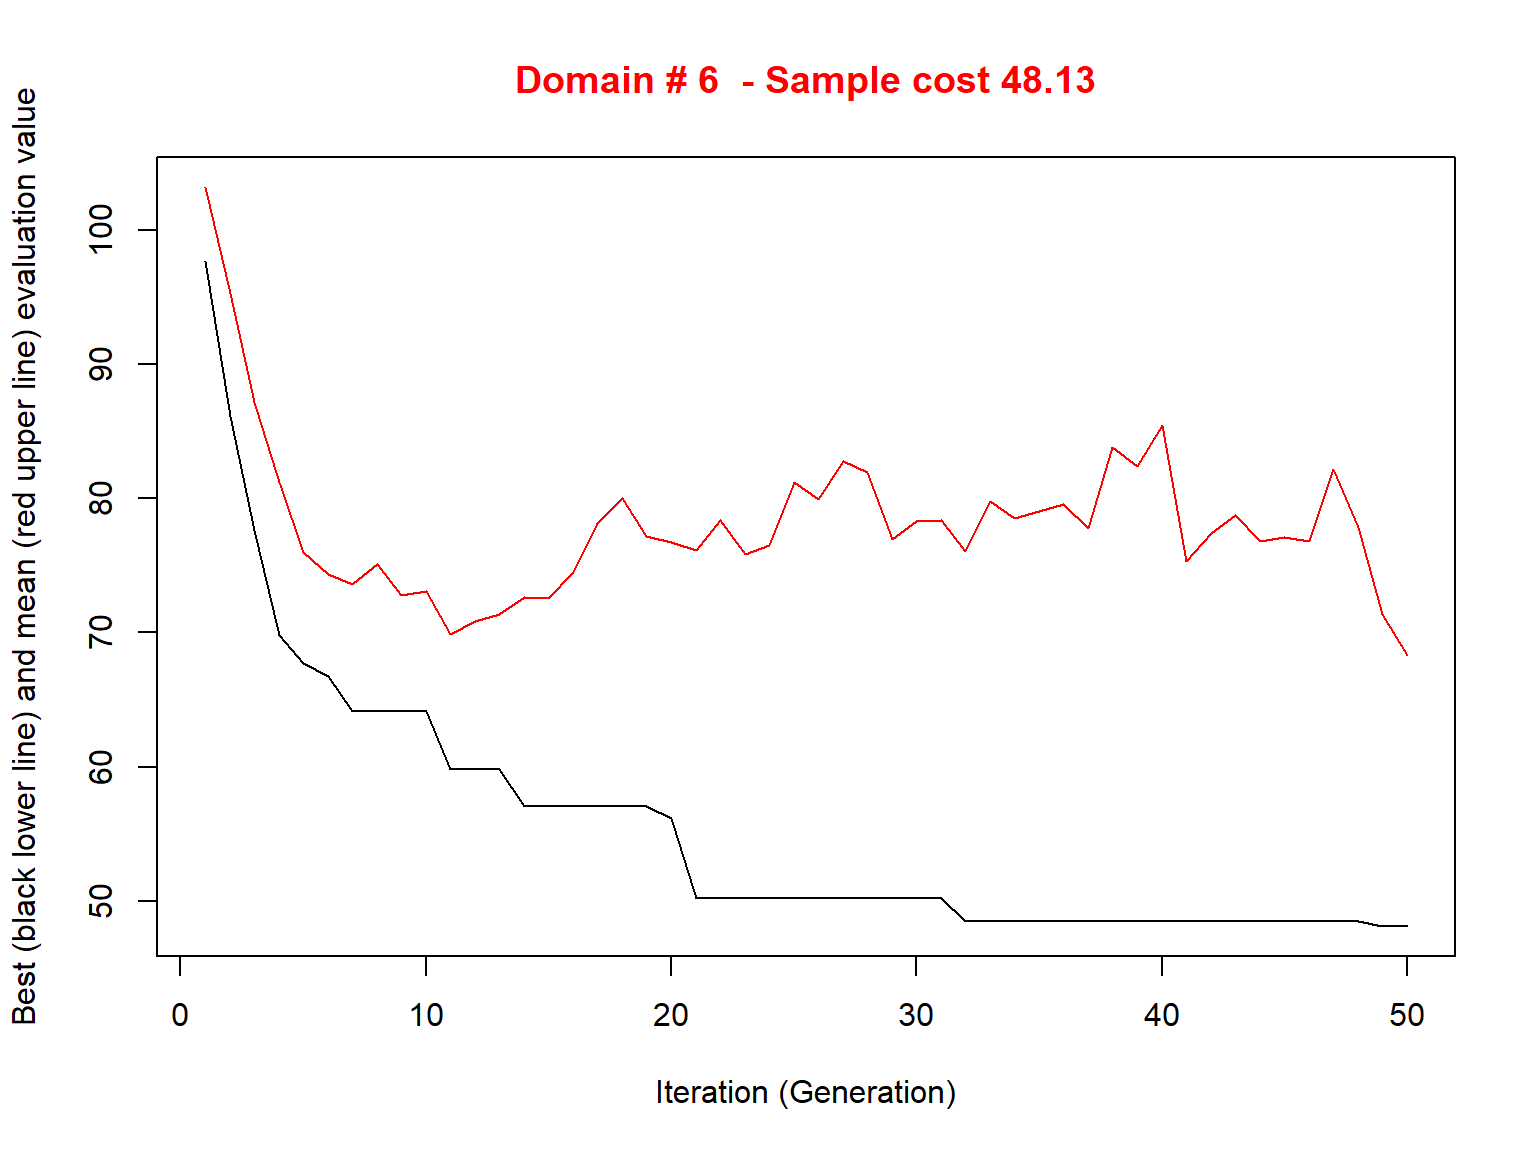 Domain # 6  - Sample cost 48.13
Best (black lower line) and mean (red upper line) evaluation value
100
90
80
70
60
50
0 10 20 30 40 50
Iteration (Generation)